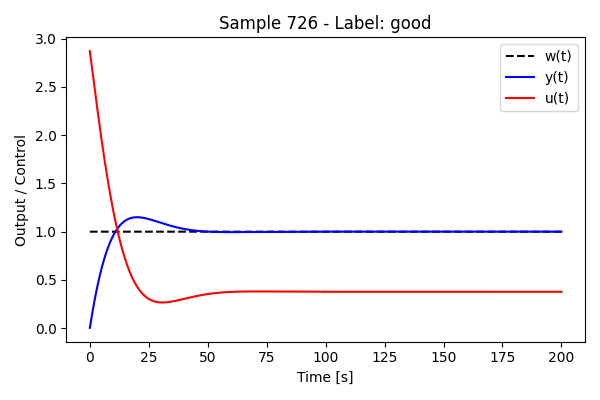 Sample 726 - Label: good
3.0
2.5
2.0
1.5
1.0
0.5
0.0
Output / Control
w(t)
y(t)
u(t)
0 25 50 75 100 125 150 175 200
Time [s]